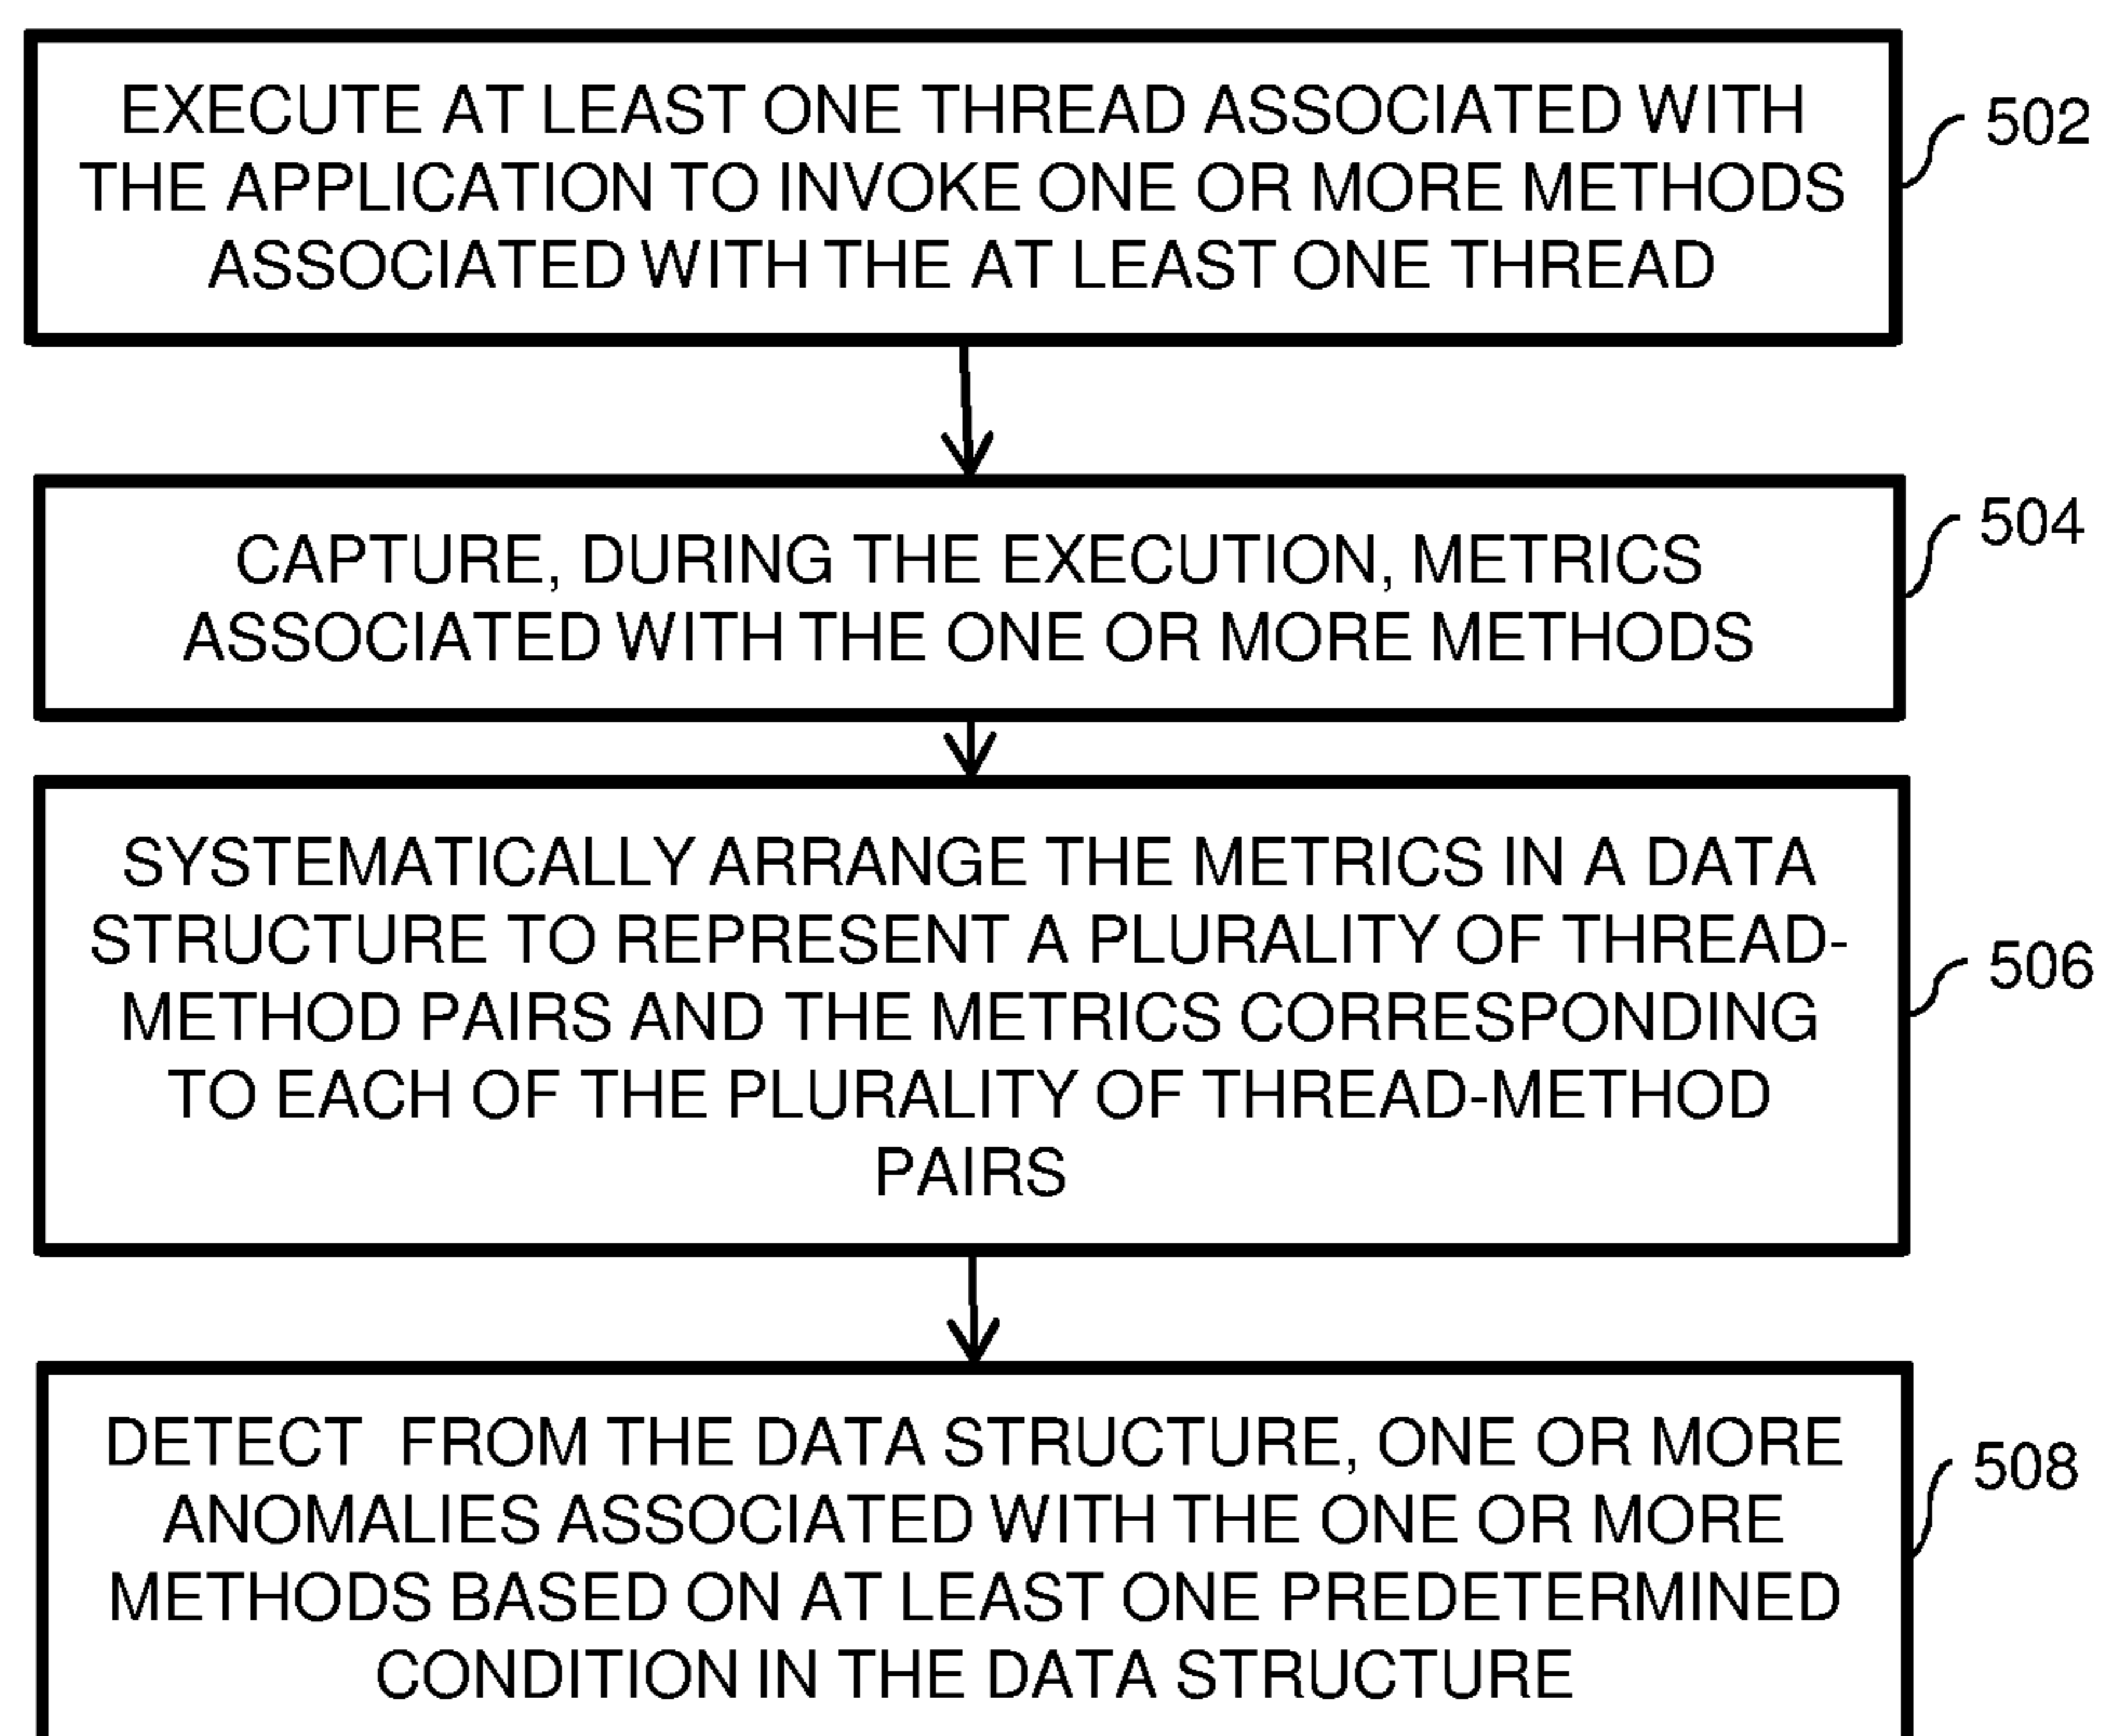 EXECUTE AT LEAST ONE THREAD ASSOCIATED WITH
THE APPLICATION TO INVOKE ONE OR MORE METHODS
ASSOCIATED WITH THE AT LEAST ONE THREAD
502
CAPTURE, DURING THE EXECUTION, METRICS
ASSOCIATED WITH THE ONE OR MORE METHODS
504
SYSTEMATICALLY ARRANGE THE METRICS IN A DATA
STRUCTURE TO REPRESENT A PLURALITY OF THREAD-
METHOD PAIRS AND THE METRICS CORRESPONDING
TO EACH OF THE PLURALITY OF THREAD-METHOD
PAIRS
506
DETECT FROM THE DATA STRUCTURE, ONE OR MORE
ANOMALIES ASSOCIATED WITH THE ONE OR MORE
METHODS BASED ON AT LEAST ONE PREDETERMINED
CONDITION IN THE DATA STRUCTURE
508